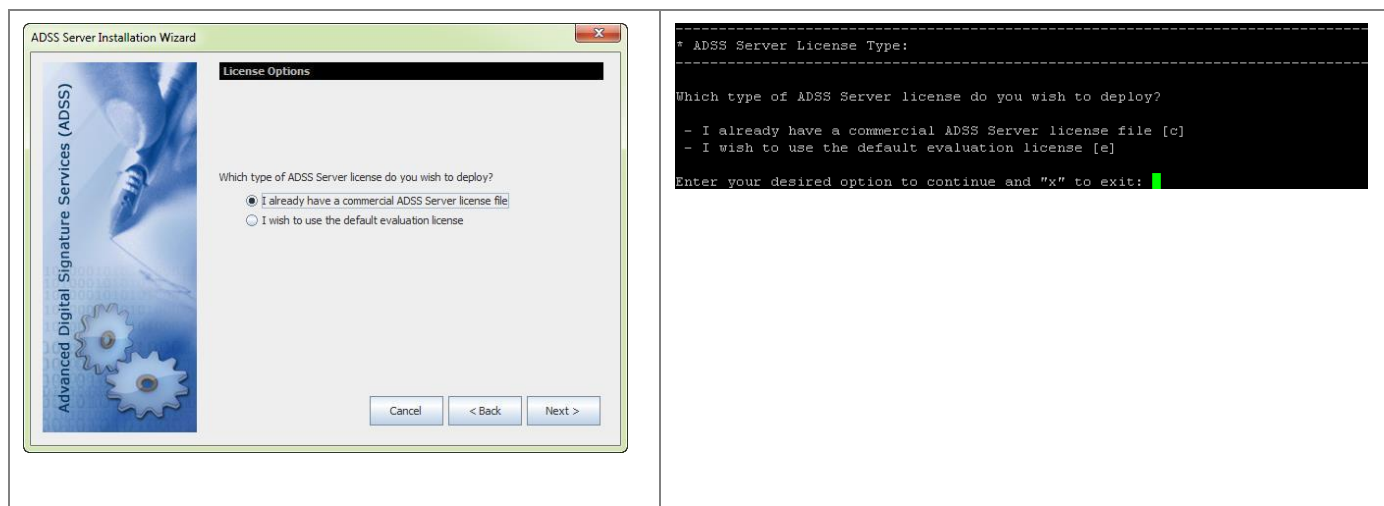 ADSS Server Installation Wizard
Advanced Digital Signature Services (ADSS)
License Options
Which type of ADSS Server license do you wish to deploy?
I already have a commercial ADSS Server license file
I wish to use the default evaluation license
Cancel
< Back
Next >
* ADSS Server License Type:
Which type of ADSS Server license do you wish to deploy?
- I already have a commercial ADSS Server license file [c]
- I wish to use the default evaluation license [e]
Enter your desired option to continue and "x" to exit: